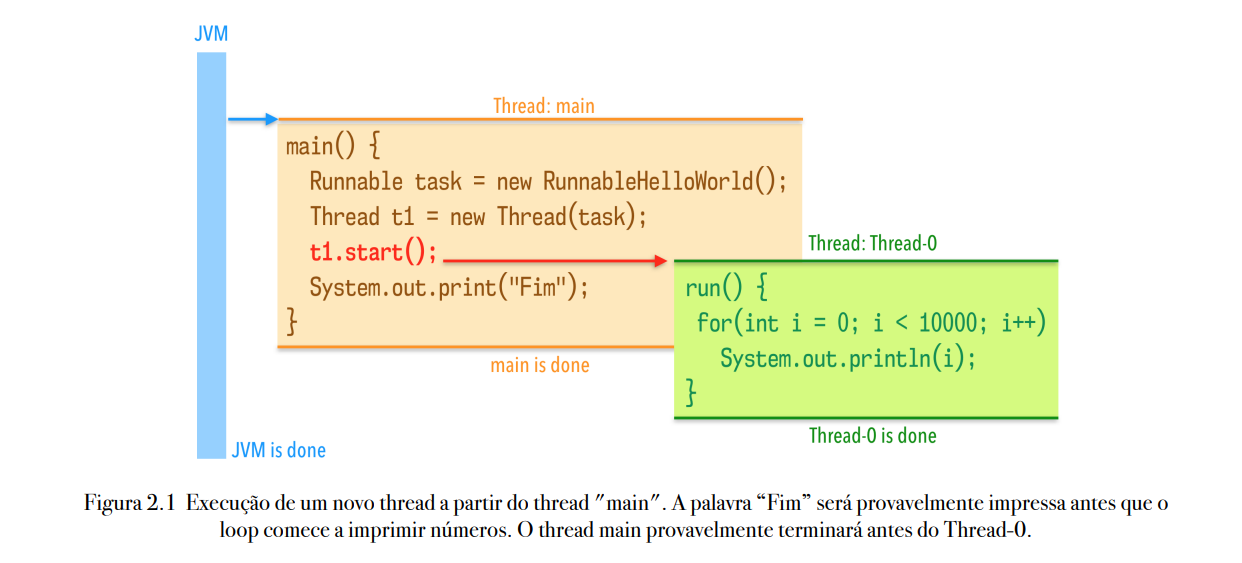 JVM
Thread: main
main() {
Runnable task = new RunnableHelloWorld();
Thread t1 = new Thread(task);
t1.start();
System.out.print("Fim");
}
main is done
Thread: Thread-0
run() {
for(int i = 0; i < 10000; i++)
System.out.println(i);
}
Thread-0 is done
JVM is done
Figura 2.1 Execução de um novo thread a partir do thread "main". A palavra “Fim” será provavelmente impressa antes que o
loop comece a imprimir números. O thread main provavelmente terminará antes do Thread-0.